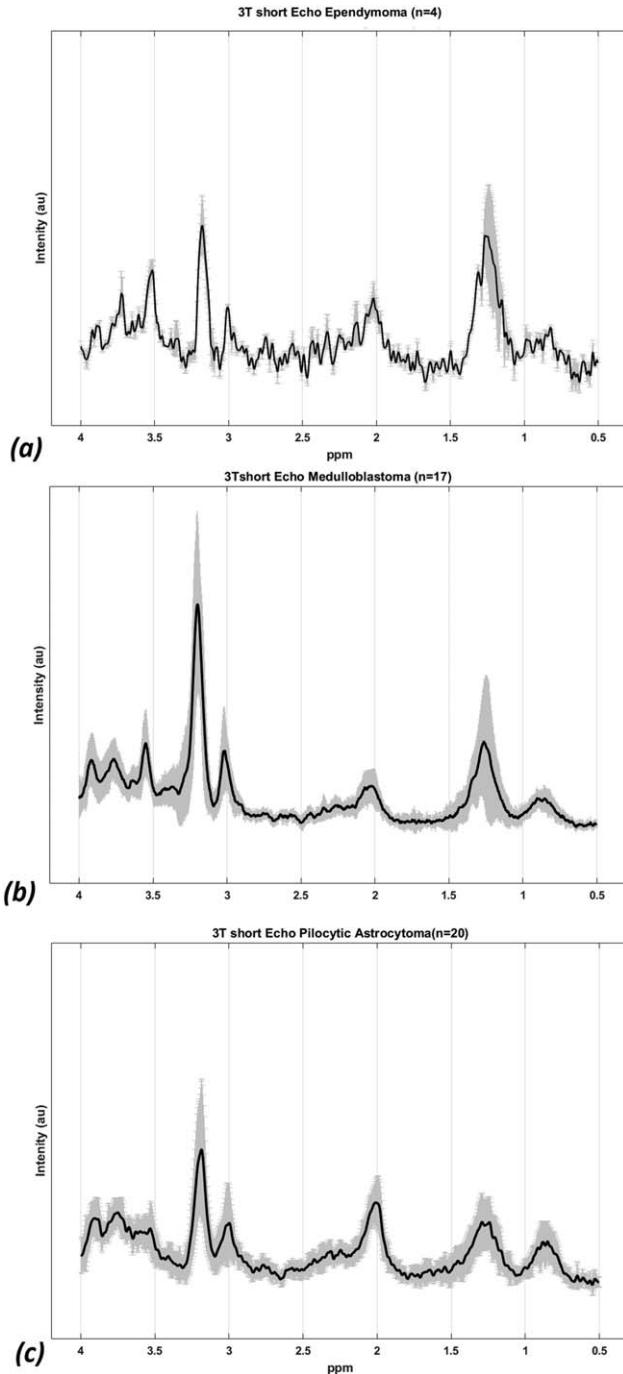 3T short Echo Ependymoma (n=4)
Intenity (au)
4 3.5 3 2.5 2 1.5 1 0.5
ppm
(a)
3Tshort Echo Medulloblastoma (n=17)
Intensity (au)
4 3.5 3 2.5 2 1.5 1 0.5
(b)
3T short Echo Pilocytic Astrocytoma(n=20)
Intenity (au)
4 3.5 3 2.5 2 1.5 1 0.5
ppm
(c)